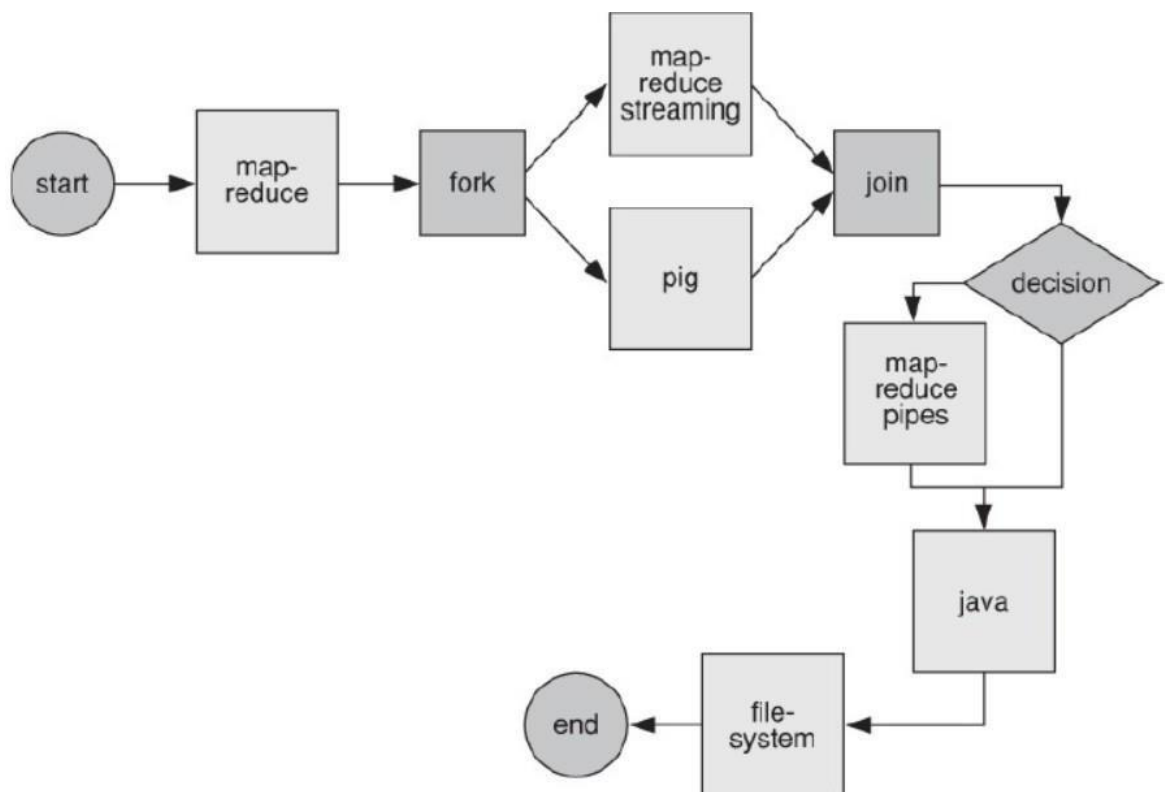 start
map-
reduce
fork
map-
reduce
streaming
pig
join
decision
map-
reduce
pipes
java
file-
system
end